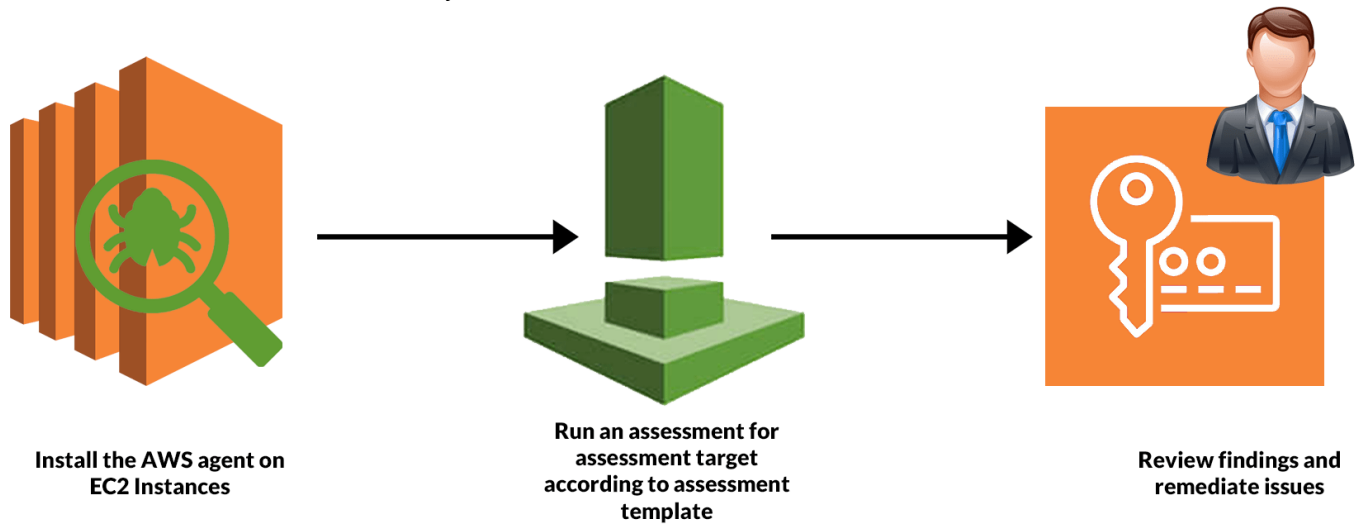 Install the AWS agent on
EC2 Instances
Run an assessment for
assessment target
according to assessment
template
Review findings and
remediate issues